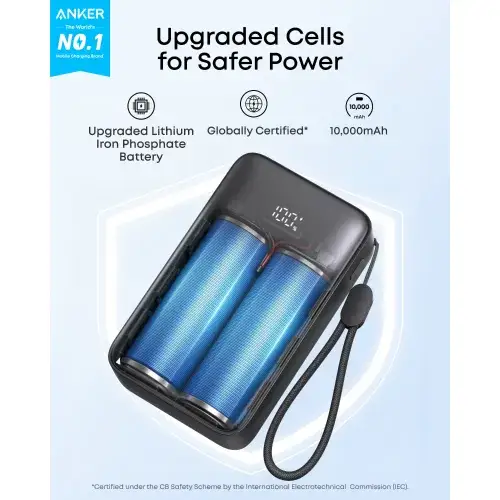 ANKER
The World's
NO.1
Mobile Charging Brand
Upgraded Cells
for Safer Power
10,000
mAh
Upgraded Lithium
Iron Phosphate
Battery
Globally Certified*
10,000mAh
100%
*Certified under the CB Safety Scheme by the International Electrotechnical Commission (IEC).